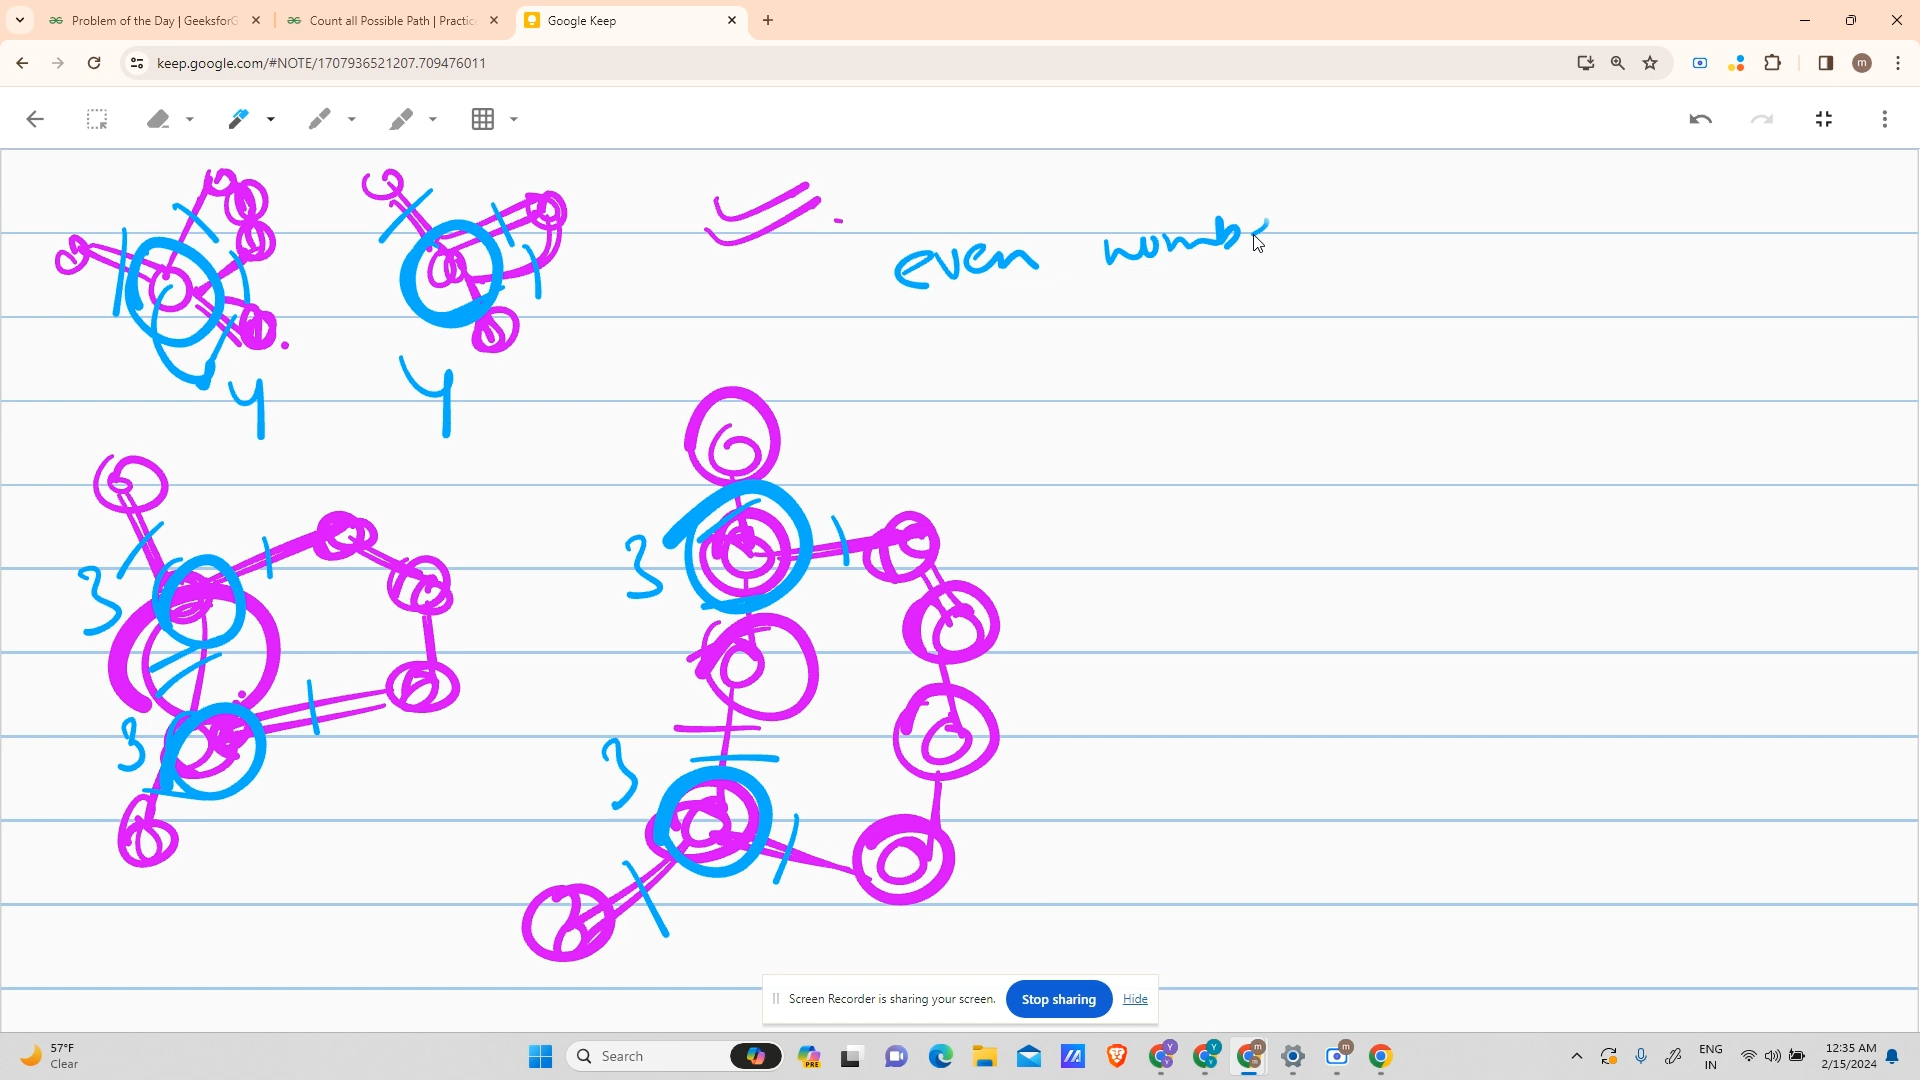 Problem of the Day | GeeksforG
Count all Possible Path | Practic
Google Keep
keep.google.com/#NOTE/1707936521207.709476011
m
even numbe
4
4
3
3
3
3
Screen Recorder is sharing your screen.
Stop sharing
Hide
57°F
Clear
Search
PRE
Y
Y
m
m
ENG
IN
12:35 AM
2/15/2024